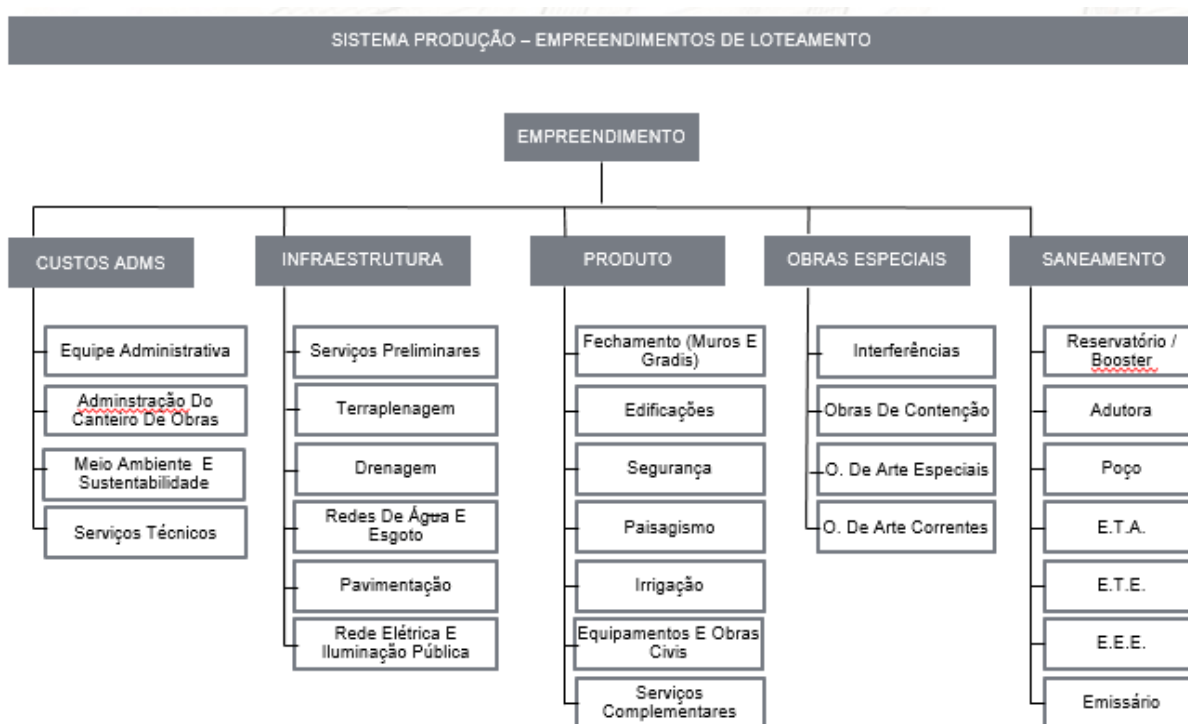 SISTEMA PRODUÇÃO – EMPREENDIMENTOS DE LOTEAMENTO
EMPREENDIMENTO
CUSTOS ADMS
Equipe Administrativa
Adminstração Do
Canteiro De Obras
Meio Ambiente E
Sustentabilidade
Serviços Técnicos
INFRAESTRUTURA
Serviços Preliminares
Terraplenagem
Drenagem
Redes De Água E
Esgoto
Pavimentação
Rede Elétrica E
Iluminação Pública
PRODUTO
Fechamento (Muros E
Gradis)
Edificações
Segurança
Paisagismo
Irrigação
Equipamentos E Obras
Civis
Serviços
Complementares
OBRAS ESPECIAIS
Interferências
Obras De Contenção
O. De Arte Especiais
O. De Arte Correntes
SANEAMENTO
Reservatório /
Booster
Adutora
Poço
E.T.A.
E.T.E.
E.E.E.
Emissário